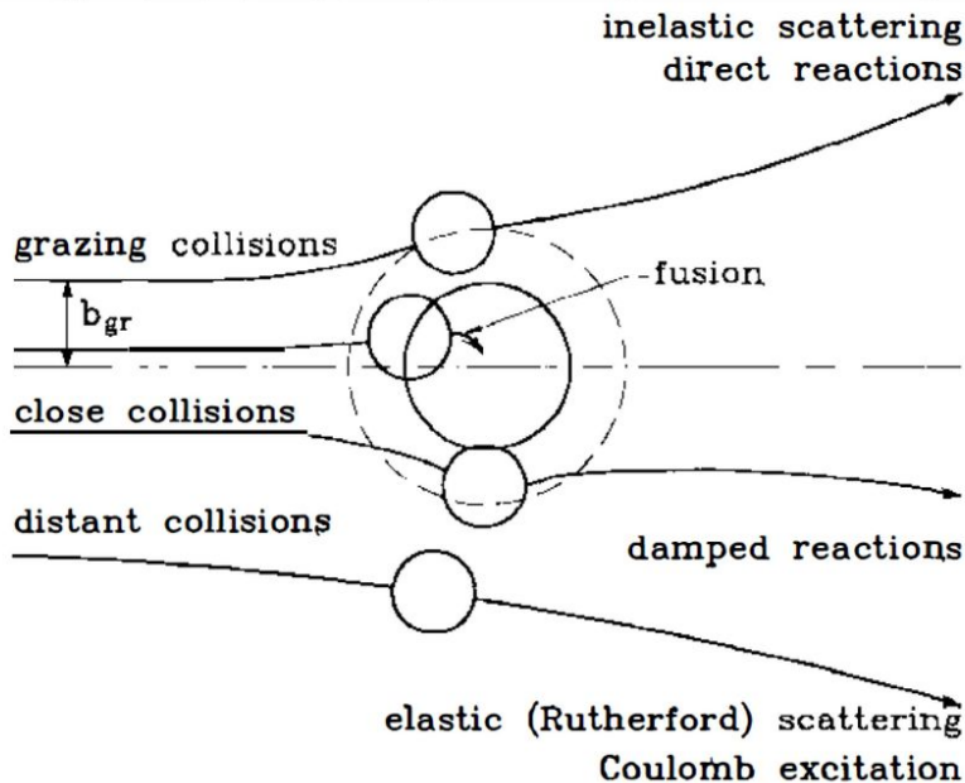 inelastic scattering
direct reactions
grazing collisions
fusion
b_gr
close collisions
distant collisions
damped reactions
elastic (Rutherford) scattering
Coulomb excitation